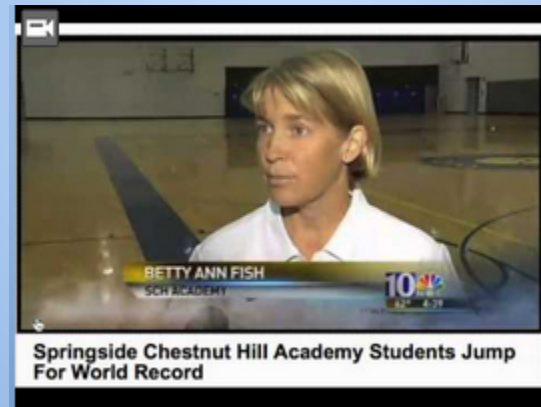 BETTY ANN FISH
SCH ACADEMY
10
62° 4:39
Springside Chestnut Hill Academy Students Jump
For World Record